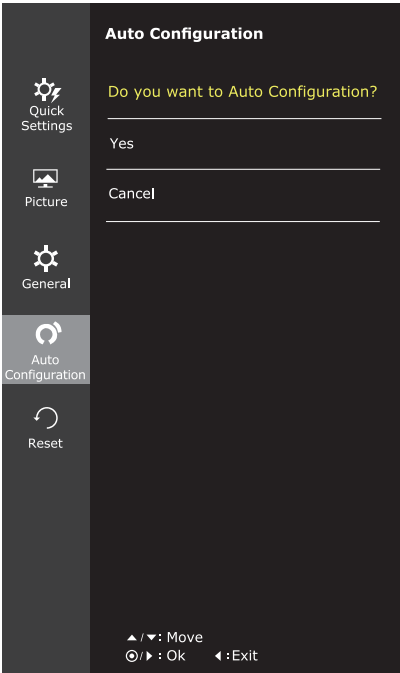 Auto Configuration
Do you want to Auto Configuration?
Yes
Cancel
Quick
Settings
Picture
General
Auto
Configuration
Reset
▲/▼: Move
◉/▶ : Ok ◀ :Exit